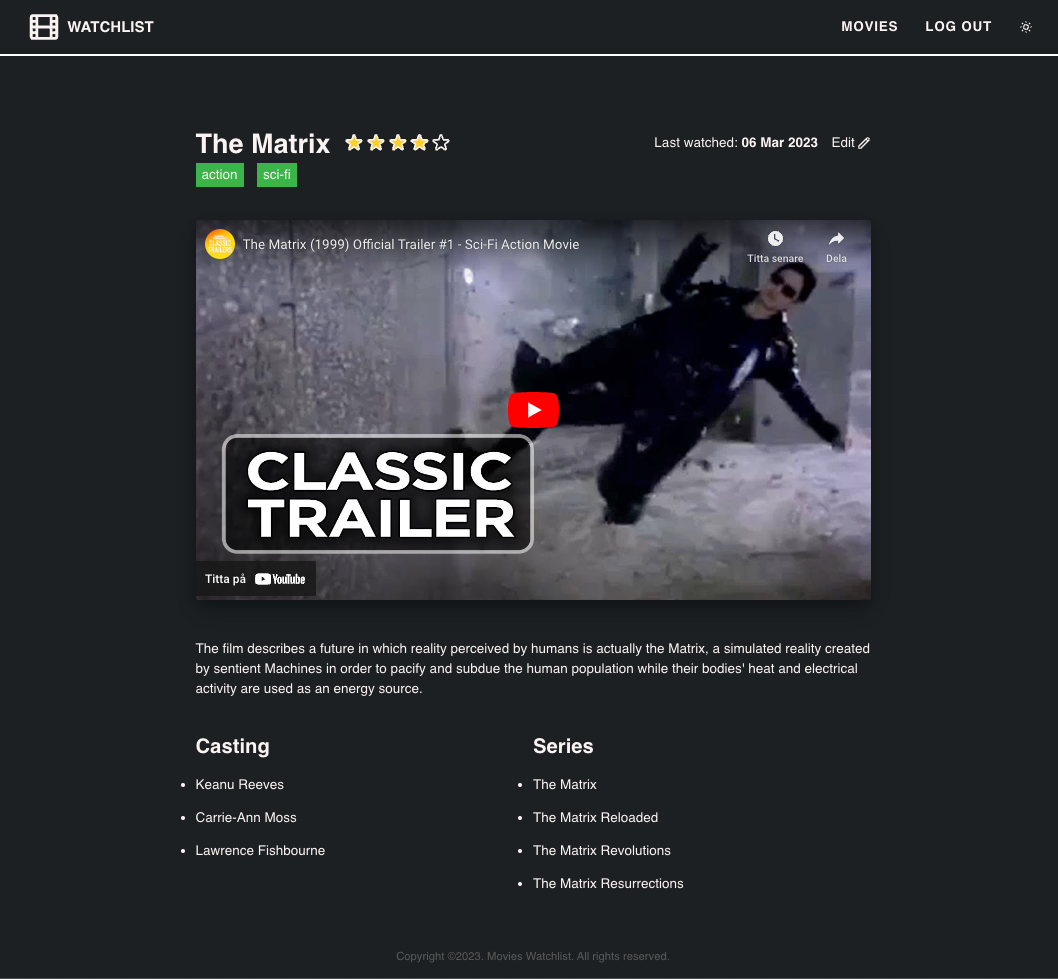 WATCHLIST
MOVIES LOG OUT
The Matrix
Last watched: 06 Mar 2023 Edit
action sci-fi
The Matrix (1999) Official Trailer #1 - Sci-Fi Action Movie
Titta senare Dela
CLASSIC
TRAILER
Titta på YouTube
The film describes a future in which reality perceived by humans is actually the Matrix, a simulated reality created
by sentient Machines in order to pacify and subdue the human population while their bodies' heat and electrical
activity are used as an energy source.
Casting
Keanu Reeves
Carrie-Ann Moss
Lawrence Fishbourne
Series
The Matrix
The Matrix Reloaded
The Matrix Revolutions
The Matrix Resurrections
Copyright ©2023. Movies Watchlist. All rights reserved.